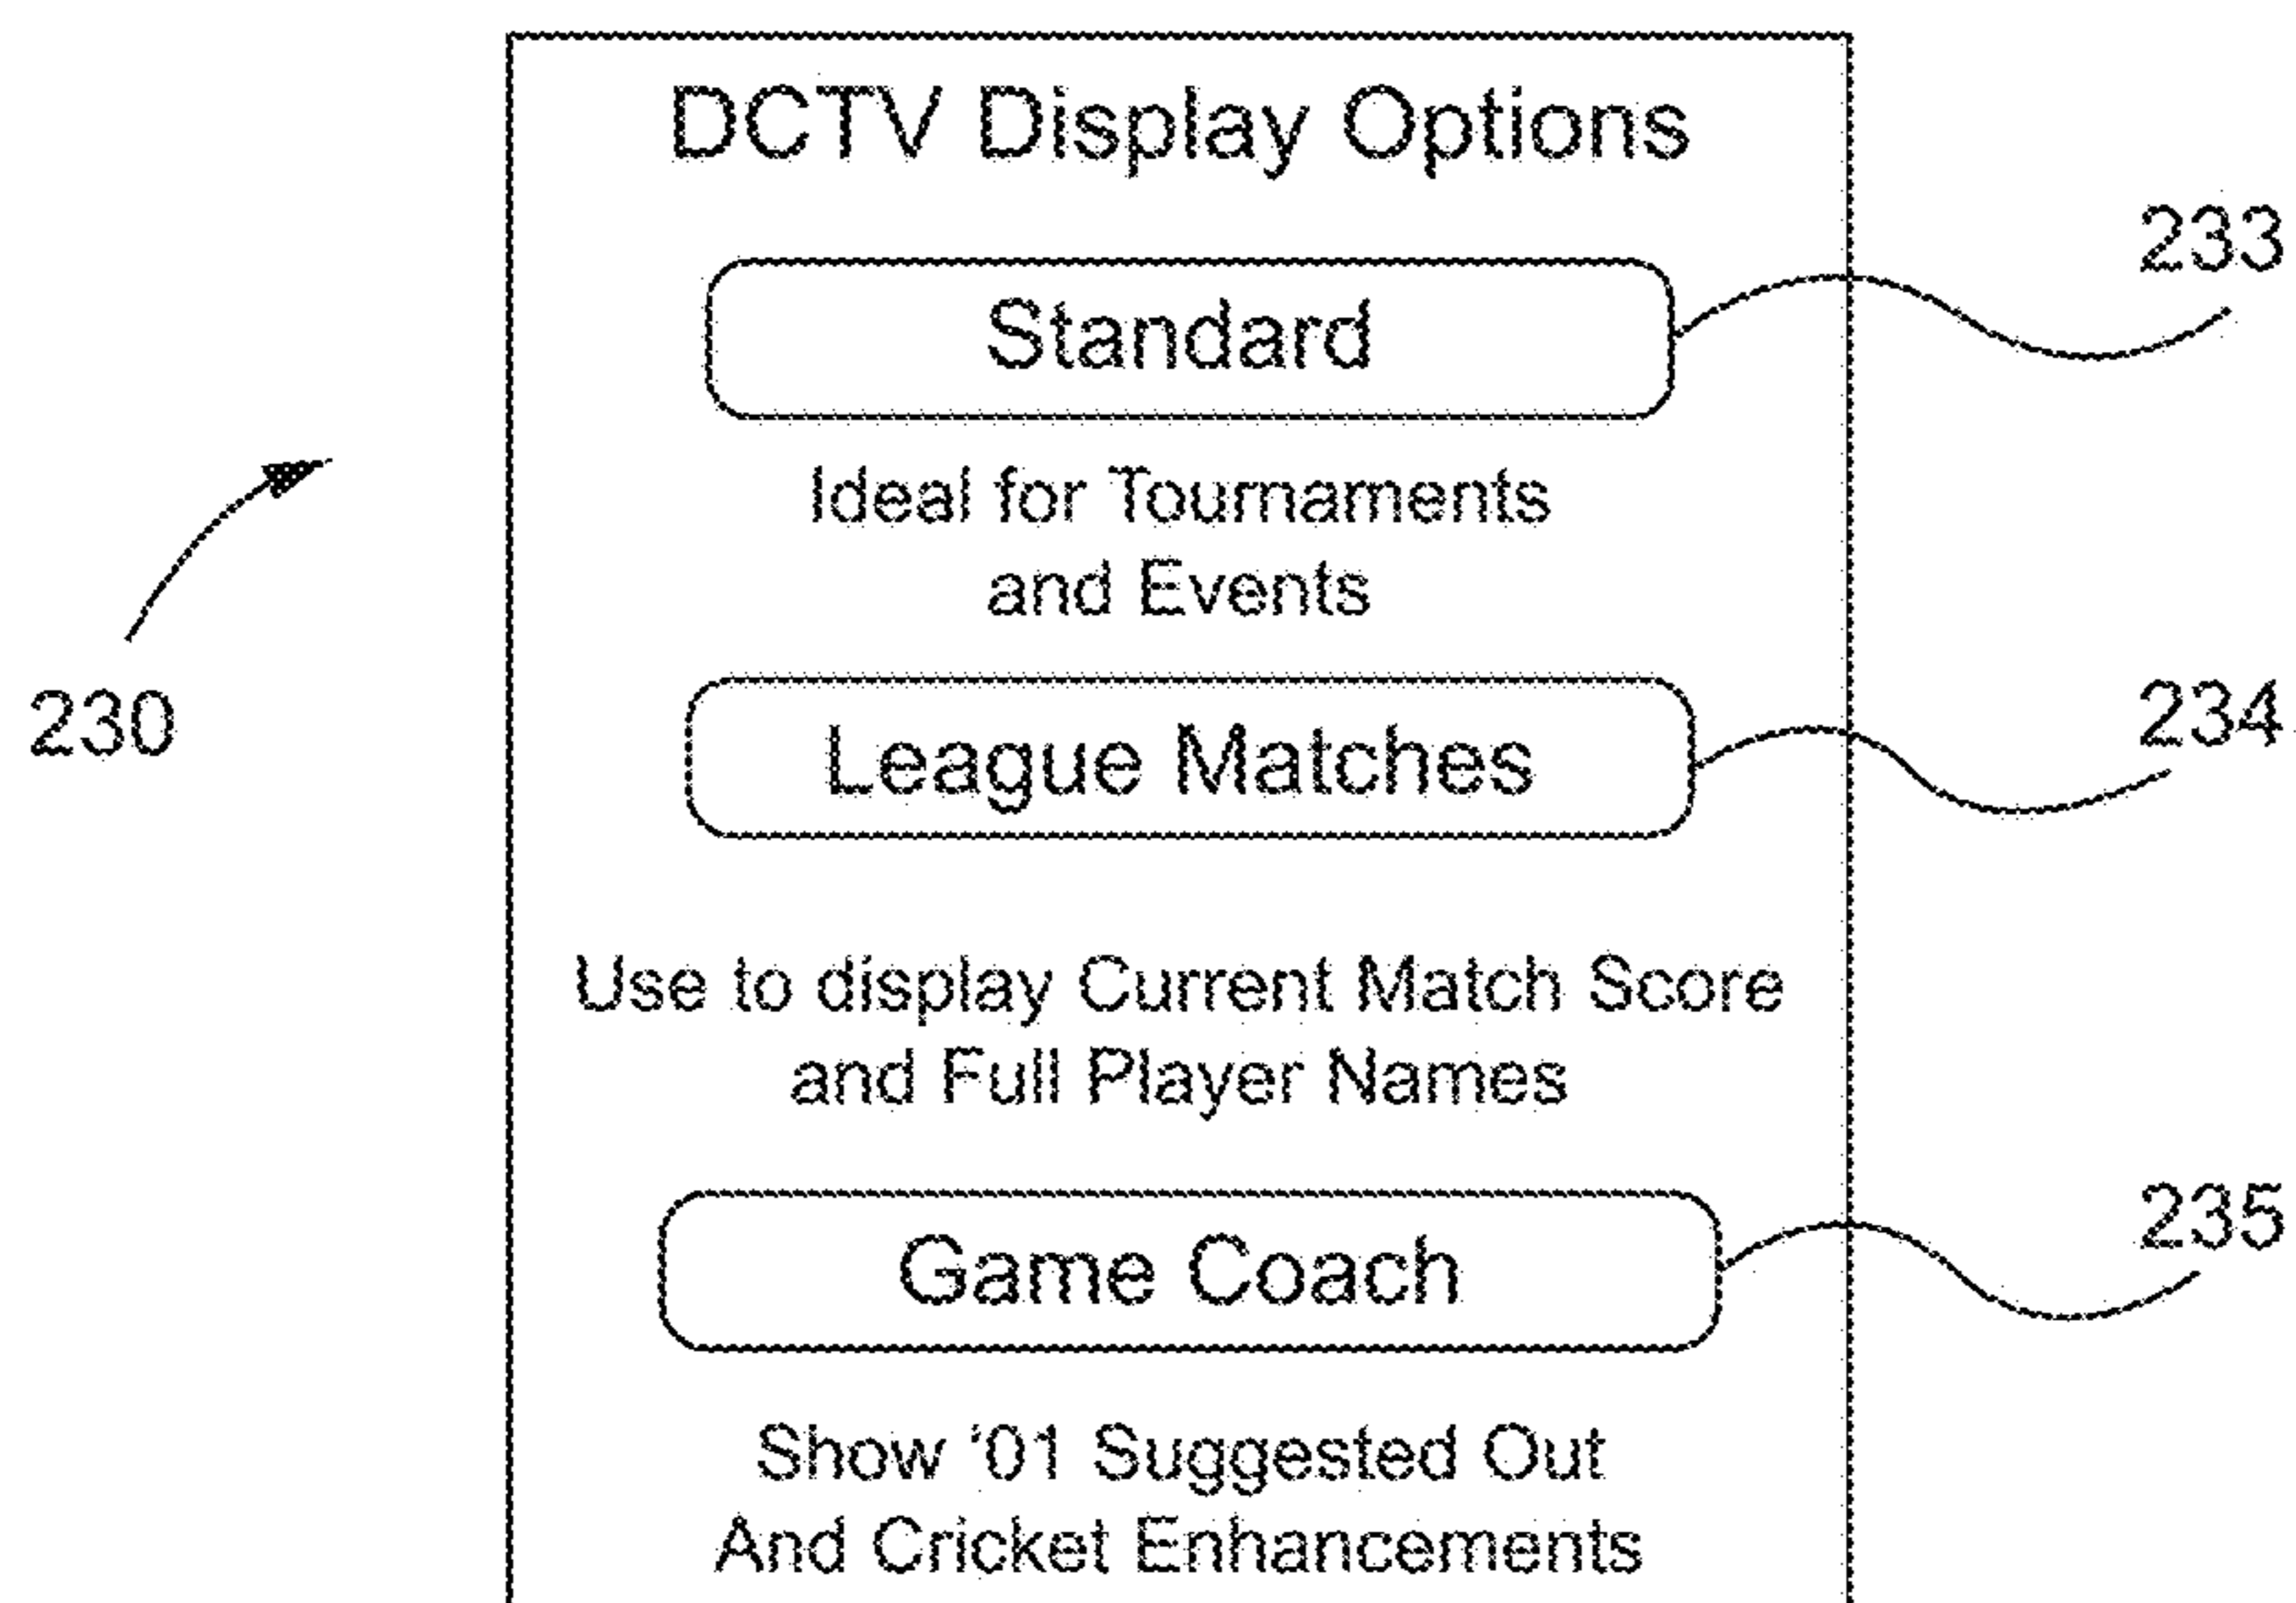 DCTV Display Options
233
Standard
Ideal for Tournaments
and Events
230
234
League Matches
Use to display Current Match Score
and Full Player Names
235
Game Coach
Show ‘01 Suggested Out
And Cricket Enhancements